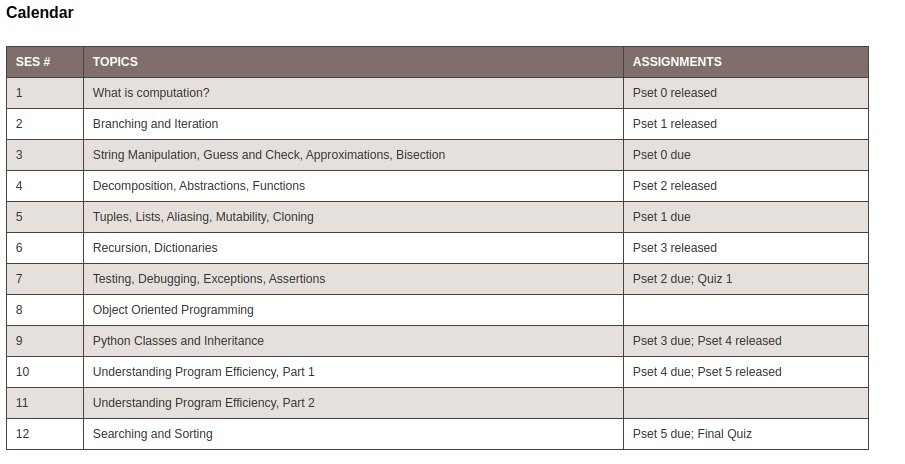 Calendar
SES # TOPICS ASSIGNMENTS
1 What is computation? Pset 0 released
2 Branching and Iteration Pset 1 released
3 String Manipulation, Guess and Check, Approximations, Bisection Pset 0 due
4 Decomposition, Abstractions, Functions Pset 2 released
5 Tuples, Lists, Aliasing, Mutability, Cloning Pset 1 due
6 Recursion, Dictionaries Pset 3 released
7 Testing, Debugging, Exceptions, Assertions Pset 2 due; Quiz 1
8 Object Oriented Programming
9 Python Classes and Inheritance Pset 3 due; Pset 4 released
10 Understanding Program Efficiency, Part 1 Pset 4 due; Pset 5 released
11 Understanding Program Efficiency, Part 2
12 Searching and Sorting Pset 5 due; Final Quiz